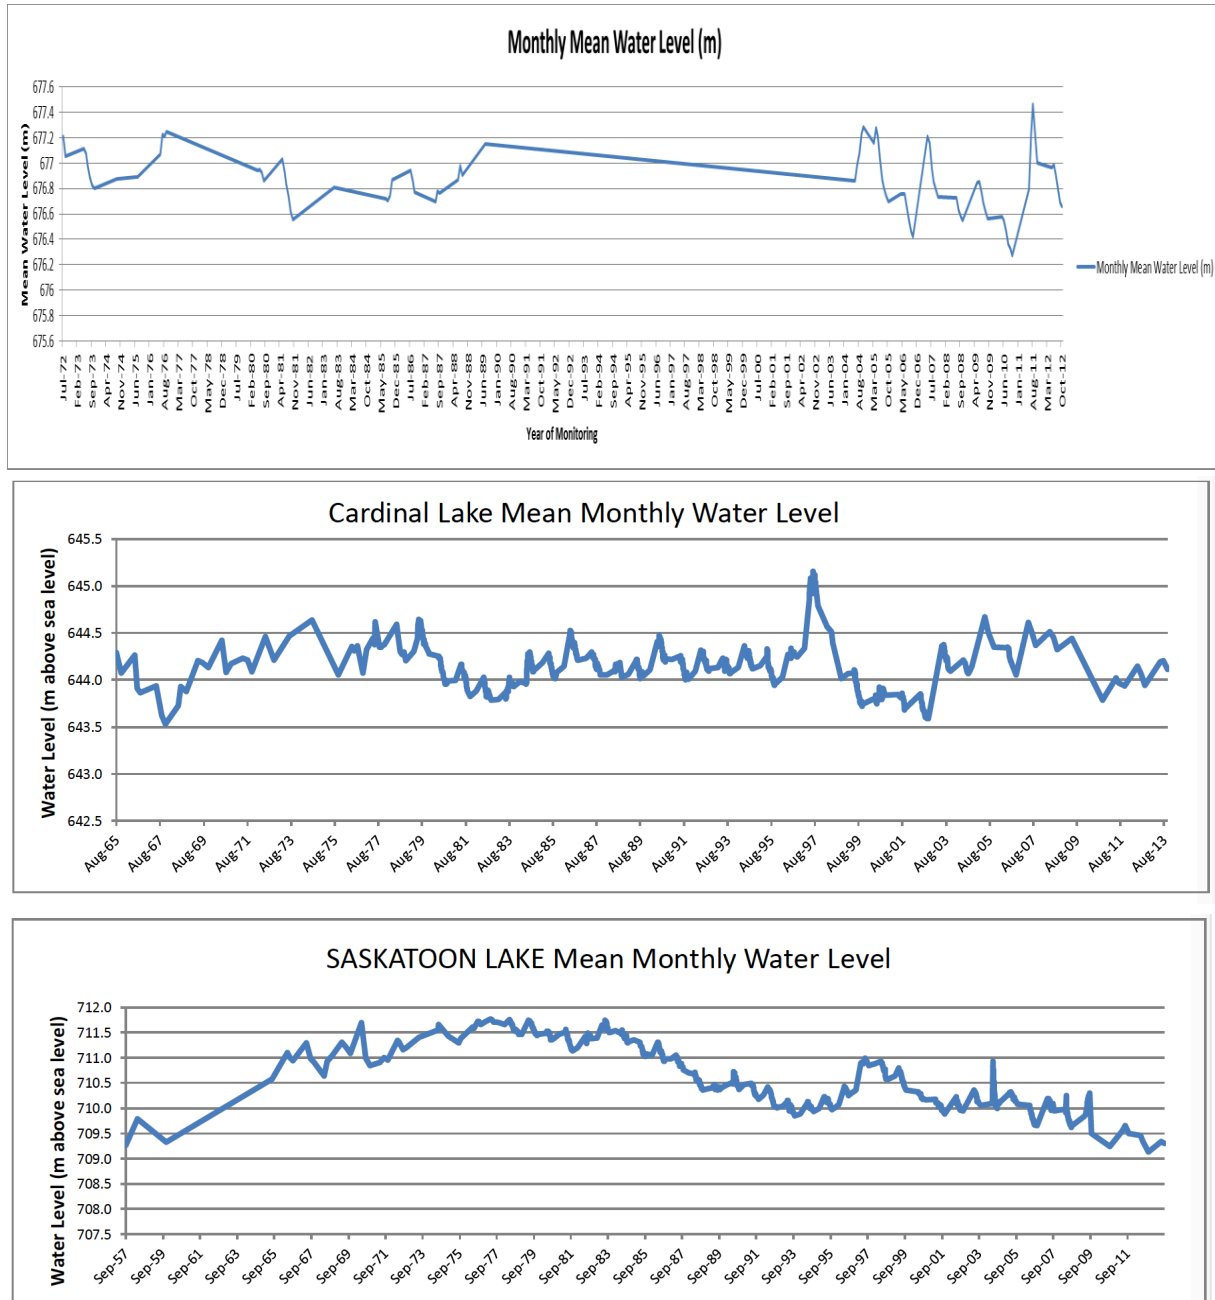 Monthly Mean Water Level (m)
Mean Water Level (m)
677.6
677.4
677.2
677
676.8
676.6
676.4
676.2
676
675.8
675.6
Jul-72
Feb-73
Sep-73
Apr-74
Nov-74
Jun-75
Jan-76
Aug-76
Mar-77
Oct-77
May-78
Dec-78
Jul-79
Feb-80
Sep-80
Apr-81
Nov-81
Jun-82
Jan-83
Aug-83
Mar-84
Oct-84
May-85
Dec-85
Jul-86
Feb-87
Sep-87
Apr-88
Nov-88
Jun-89
Jan-90
Aug-90
Mar-91
Oct-91
May-92
Dec-92
Jul-93
Feb-94
Sep-94
Apr-95
Nov-95
Jun-96
Jan-97
Aug-97
Mar-98
Oct-98
May-99
Dec-99
Jul-00
Feb-01
Sep-01
Apr-02
Nov-02
Jun-03
Jan-04
Aug-04
Mar-05
Oct-05
May-06
Dec-06
Jul-07
Feb-08
Sep-08
Apr-09
Nov-09
Jun-10
Jan-11
Aug-11
Mar-12
Oct-12
Year of Monitoring
Monthly Mean Water Level (m)
Cardinal Lake Mean Monthly Water Level
Water Level (m above sea level)
645.5
645.0
644.5
644.0
643.5
643.0
642.5
Aug-65
Aug-67
Aug-69
Aug-71
Aug-73
Aug-75
Aug-77
Aug-79
Aug-81
Aug-83
Aug-85
Aug-87
Aug-89
Aug-91
Aug-93
Aug-95
Aug-97
Aug-99
Aug-01
Aug-03
Aug-05
Aug-07
Aug-09
Aug-11
Aug-13
SASKATOON LAKE Mean Monthly Water Level
Water Level (m above sea level)
712.0
711.5
711.0
710.5
710.0
709.5
709.0
708.5
708.0
707.5
Sep-57
Sep-59
Sep-61
Sep-63
Sep-65
Sep-67
Sep-69
Sep-71
Sep-73
Sep-75
Sep-77
Sep-79
Sep-81
Sep-83
Sep-85
Sep-87
Sep-89
Sep-91
Sep-93
Sep-95
Sep-97
Sep-99
Sep-01
Sep-03
Sep-05
Sep-07
Sep-09
Sep-11